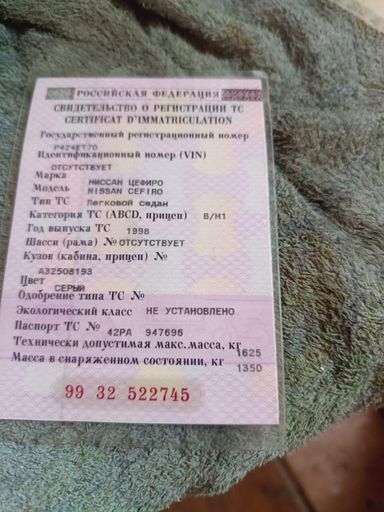 РОССИЙСКАЯ ФЕДЕРАЦИЯ
СВИДЕТЕЛЬСТВО О РЕГИСТРАЦИИ ТС
CERTIFICAT D'IMMATRICULATION
Государственный регистрационный номер
Р424ЕТ70
Идентификационный номер (VIN)
ОТСУТСТВУЕТ
Марка НИССАН ЦЕФИРО
Модель NISSAN CEFIRO
Тип ТС Легковой седан
Категория ТС (ABCD, прицеп) В/М1
Год выпуска ТС 1998
Шасси (рама) № ОТСУТСТВУЕТ
Кузов (кабина, прицеп) №
А32508193
Цвет СЕРЫЙ
Одобрение типа ТС №
Экологический класс НЕ УСТАНОВЛЕНО
Паспорт ТС № 42РА 947696
Технически допустимая макс.масса, кг 1625
Масса в снаряженном состоянии, кг 1350
99 32 522745